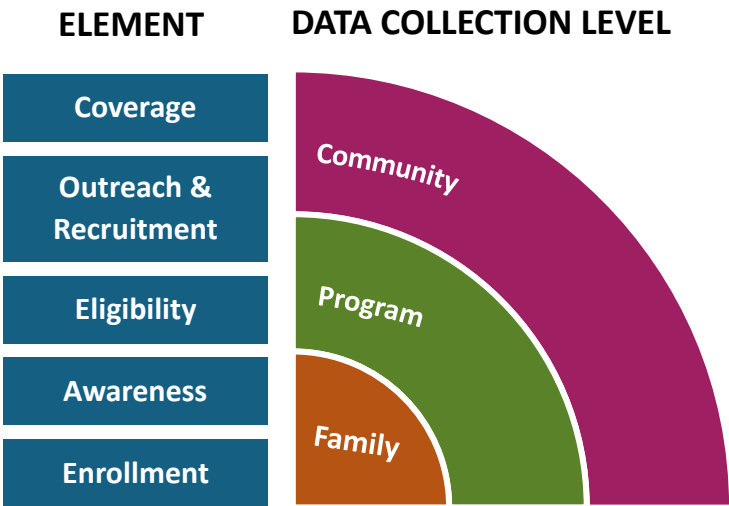 ELEMENT
DATA COLLECTION LEVEL
Coverage
Outreach &
Recruitment
Eligibility
Awareness
Enrollment
Community
Program
Family